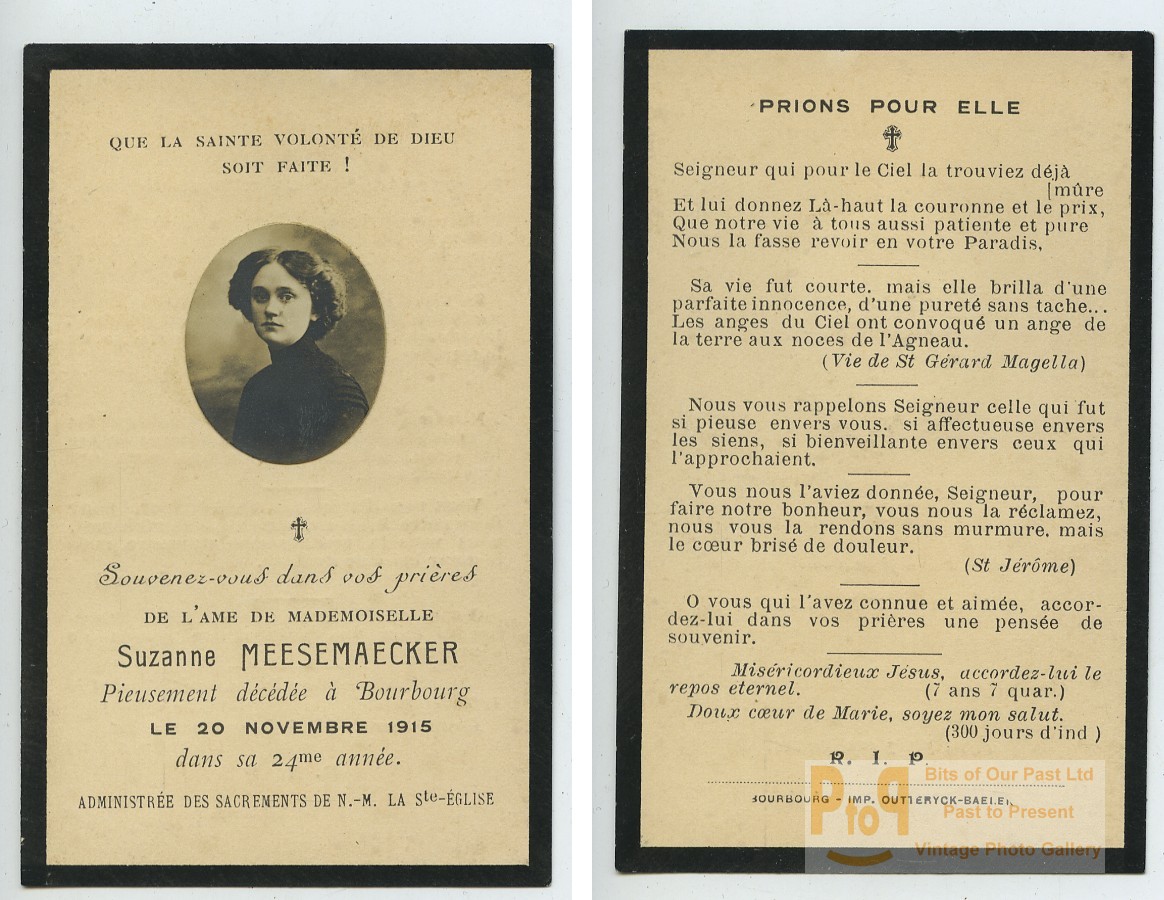 QUE LA SAINTE VOLONTÉ DE DIEU
SOIT FAITE !
Souvenez-vous dans vos prières
DE L'AME DE MADEMOISELLE
Suzanne MEESEMAECKER
Pieusement décédée à Bourbourg
LE 20 NOVEMBRE 1915
dans sa 24me année.
ADMINISTRÉE DES SACREMENTS DE N.-M. LA Ste-ÉGLISE
PRIONS POUR ELLE
Seigneur qui pour le Ciel la trouviez déjà
[mûre
Et lui donnez Là-haut la couronne et le prix,
Que notre vie à tous aussi patiente et pure
Nous la fasse revoir en votre Paradis,
Sa vie fut courte. mais elle brilla d'une
parfaite innocence, d'une pureté sans tache...
Les anges du Ciel ont convoqué un ange de
la terre aux noces de l'Agneau.
(Vie de St Gérard Magella)
Nous vous rappelons Seigneur celle qui fut
si pieuse envers vous. si affectueuse envers
les siens, si bienveillante envers ceux qui
l'approchaient.
Vous nous l'aviez donnée, Seigneur, pour
faire notre bonheur, vous nous la réclamez,
nous vous la rendons sans murmure. mais
le cœur brisé de douleur.
(St Jérôme)
O vous qui l'avez connue et aimée, accor-
dez-lui dans vos prières une pensée de
souvenir.
Miséricordieux Jésus, accordez-lui le
repos éternel. (7 ans 7 quar.)
Doux cœur de Marie, soyez mon salut.
(300 jours d'ind )
R. I. P.
BOURBOURG - IMP. OUTTERYCK-BAELEN
PtoP
Bits of Our Past Ltd
Past to Present
Vintage Photo Gallery